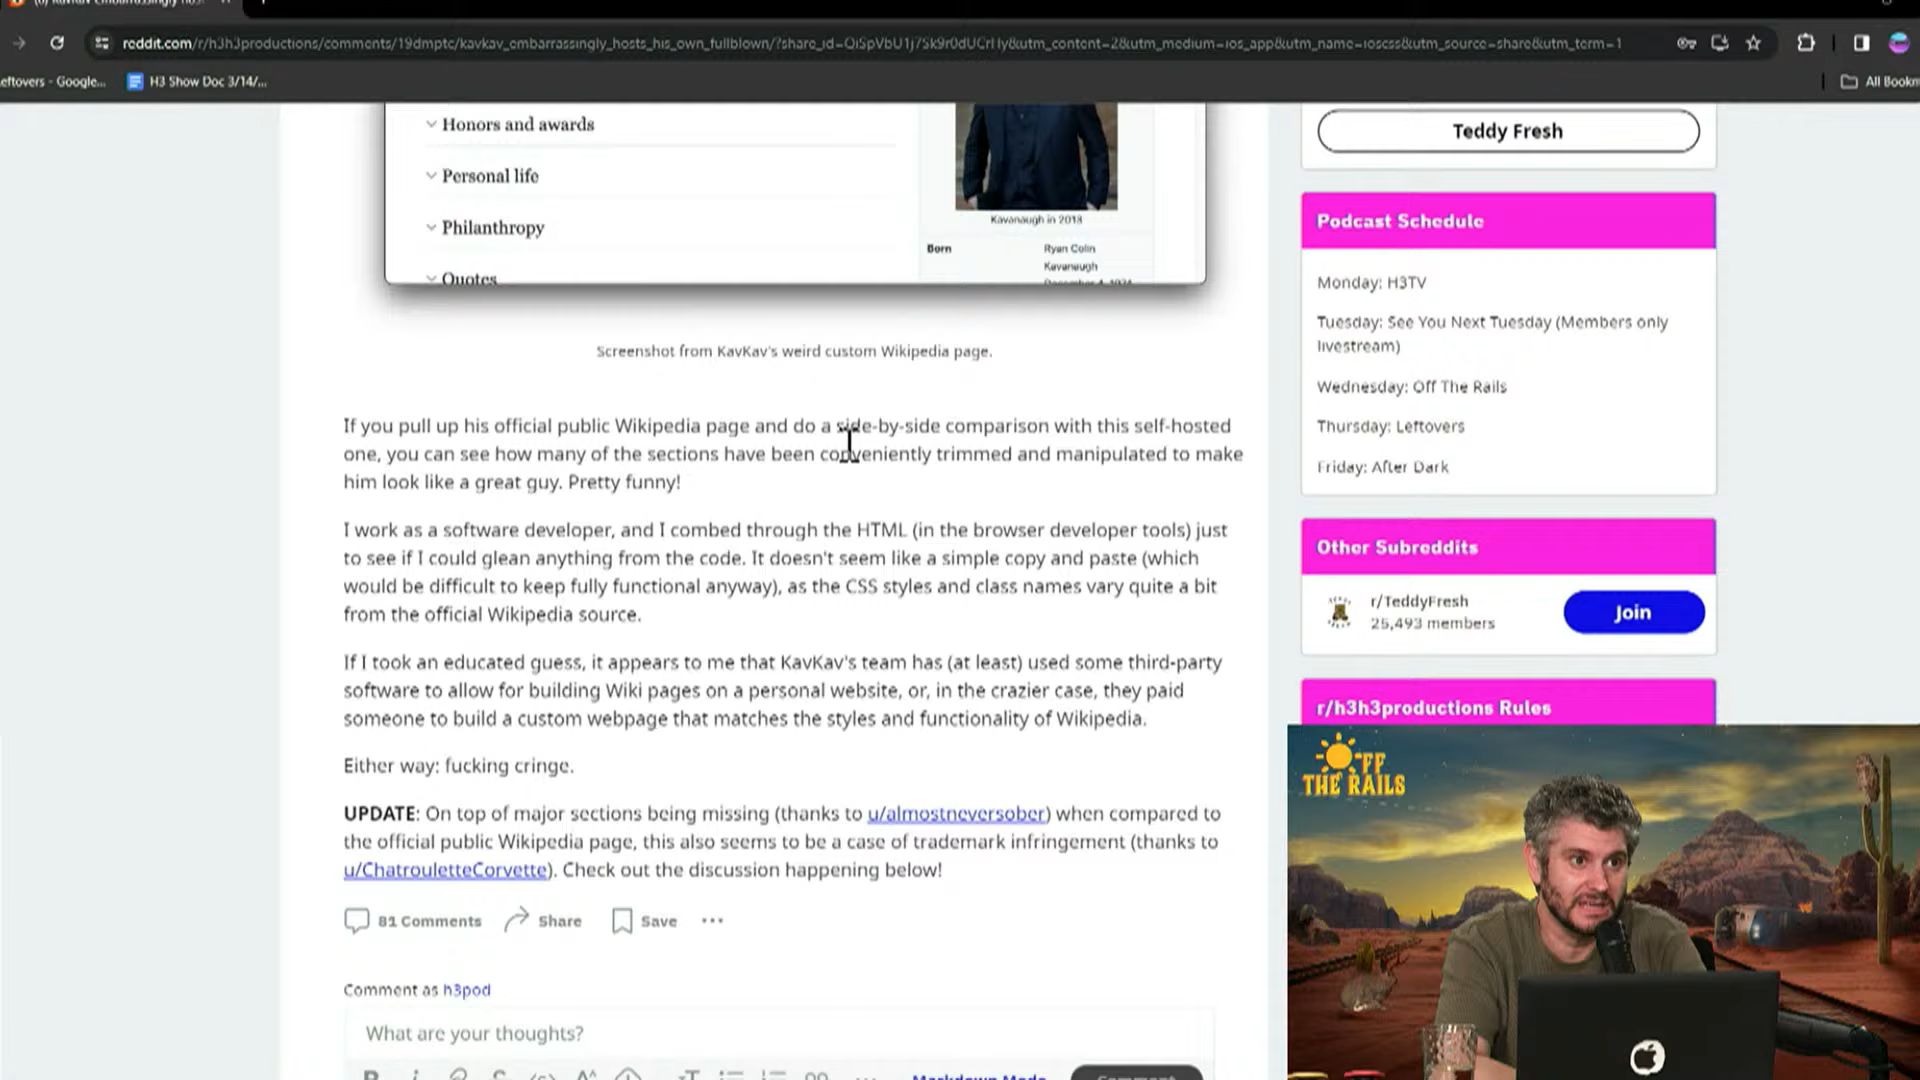 reddit.com/r/h3h3productions/comments/19dmptc/kavkav_embarrassingly_hosts_his_own_fullblown/
eftovers - Google...
H3 Show Doc 3/14/...
All Bookm
Honors and awards
Personal life
Philanthropy
Quotes
Kavanaugh in 2013
Born
Ryan Colin
Kavanaugh
Screenshot from KavKav's weird custom Wikipedia page.
If you pull up his official public Wikipedia page and do a side-by-side comparison with this self-hosted
one, you can see how many of the sections have been conveniently trimmed and manipulated to make
him look like a great guy. Pretty funny!
I work as a software developer, and I combed through the HTML (in the browser developer tools) just
to see if I could glean anything from the code. It doesn't seem like a simple copy and paste (which
would be difficult to keep fully functional anyway), as the CSS styles and class names vary quite a bit
from the official Wikipedia source.
If I took an educated guess, it appears to me that KavKav's team has (at least) used some third-party
software to allow for building Wiki pages on a personal website, or, in the crazier case, they paid
someone to build a custom webpage that matches the styles and functionality of Wikipedia.
Either way: fucking cringe.
UPDATE: On top of major sections being missing (thanks to u/almostneversober) when compared to
the official public Wikipedia page, this also seems to be a case of trademark infringement (thanks to
u/ChatrouletteCorvette). Check out the discussion happening below!
81 Comments
Share
Save
Comment as h3pod
What are your thoughts?
Markdown Mode
Comment
Teddy Fresh
Podcast Schedule
Monday: H3TV
Tuesday: See You Next Tuesday (Members only
livestream)
Wednesday: Off The Rails
Thursday: Leftovers
Friday: After Dark
Other Subreddits
r/TeddyFresh
25,493 members
Join
r/h3h3productions Rules
OFF
THE RAILS